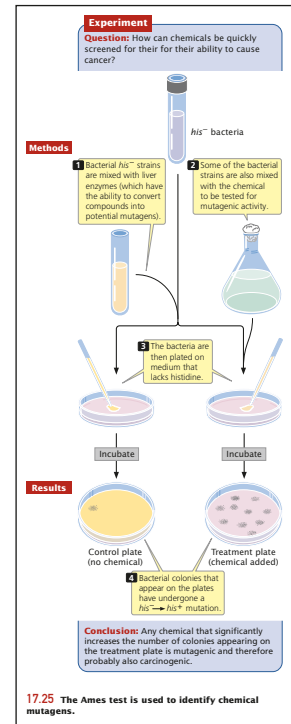 Experiment
Question: How can chemicals be quickly
screened for their for their ability to cause
cancer?
his– bacteria
Methods
1 Bacterial his– strains
are mixed with liver
enzymes (which have
the ability to convert
compounds into
potential mutagens).
2 Some of the bacterial
strains are also mixed
with the chemical
to be tested for
mutagenic activity.
3 The bacteria are
then plated on
medium that
lacks histidine.
Incubate
Incubate
Results
Control plate
(no chemical)
Treatment plate
(chemical added)
4 Bacterial colonies that
appear on the plates
have undergone a
his–→his+ mutation.
Conclusion: Any chemical that significantly
increases the number of colonies appearing on
the treatment plate is mutagenic and therefore
probably also carcinogenic.
17.25 The Ames test is used to identify chemical
mutagens.